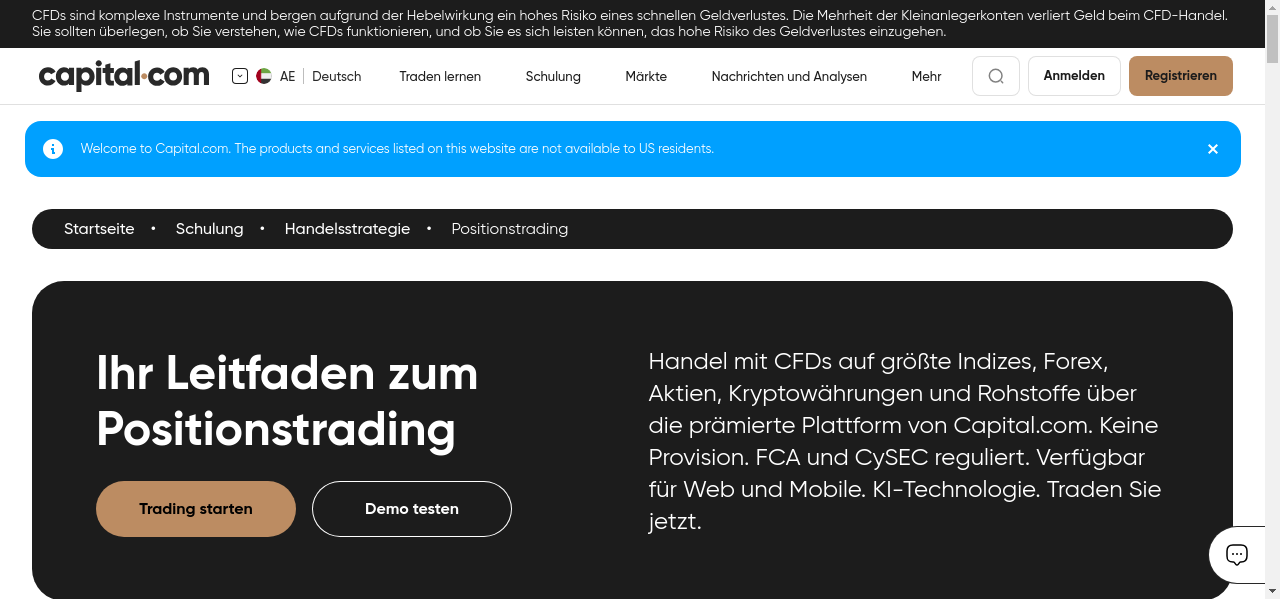 CFDs sind komplexe Instrumente und bergen aufgrund der Hebelwirkung ein hohes Risiko eines schnellen Geldverlustes. Die Mehrheit der Kleinanlegerkonten verliert Geld beim CFD-Handel.
Sie sollten überlegen, ob Sie verstehen, wie CFDs funktionieren, und ob Sie es sich leisten können, das hohe Risiko des Geldverlustes einzugehen.
capital.com AE Deutsch Traden lernen Schulung Märkte Nachrichten und Analysen Mehr Anmelden Registrieren
Welcome to Capital.com. The products and services listed on this website are not available to US residents.
Startseite • Schulung • Handelsstrategie • Positionstrading
Ihr Leitfaden zum
Positionstrading
Trading starten Demo testen
Handel mit CFDs auf größte Indizes, Forex,
Aktien, Kryptowährungen und Rohstoffe über
die prämierte Plattform von Capital.com. Keine
Provision. FCA und CySEC reguliert. Verfügbar
für Web und Mobile. KI-Technologie. Traden Sie
jetzt.